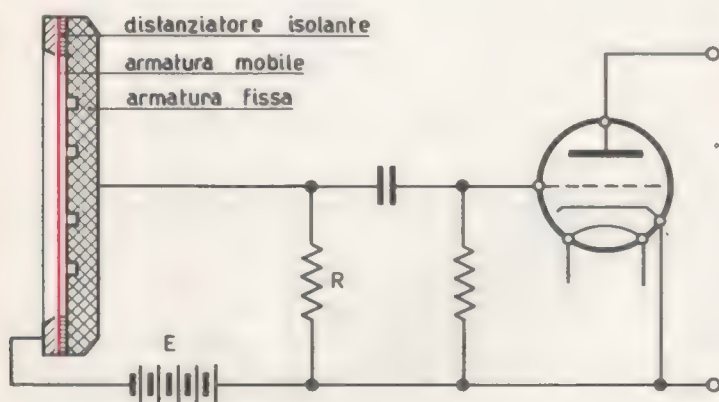 distanziatore isolante
armatura mobile
armatura fissa
R
E